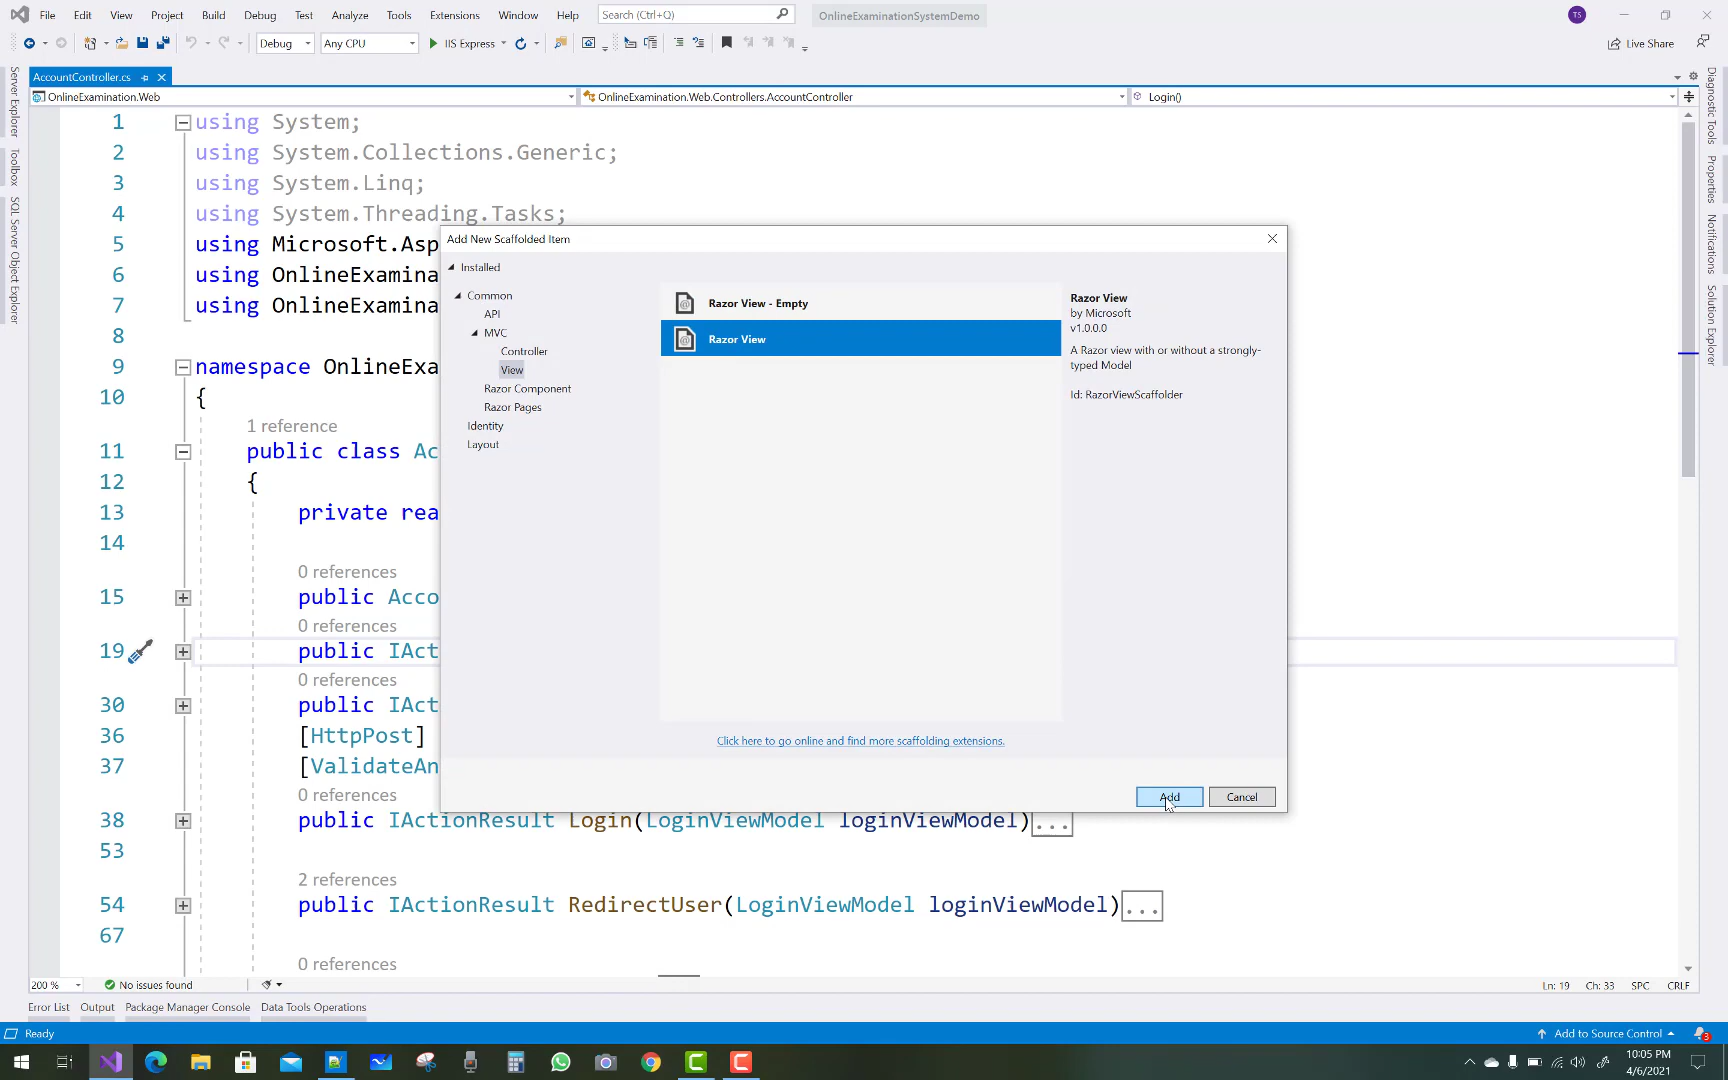 File Edit View Project Build Debug Test Analyze Tools Extensions Window Help Search (Ctrl+Q) OnlineExaminationSystemDemo TS
Debug Any CPU IIS Express Live Share
AccountController.cs
OnlineExamination.Web OnlineExamination.Web.Controllers.AccountController Login()
Server Explorer
Toolbox
SQL Server Object Explorer
Diagnostic Tools
Properties
Notifications
Solution Explorer
1 using System;
2 using System.Collections.Generic;
3 using System.Linq;
4 using System.Threading.Tasks;
5 using Microsoft.Asp
6 using OnlineExamina
7 using OnlineExamina
8
9 namespace OnlineExa
10 {
1 reference
11 public class Ac
12 {
13 private rea
14
0 references
15 public Acco
0 references
19 public IAct
0 references
30 public IAct
36 [HttpPost]
37 [ValidateAn
0 references
38 public IActionResult Login(LoginViewModel loginViewModel)...
53
2 references
54 public IActionResult RedirectUser(LoginViewModel loginViewModel)...
67
0 references
Add New Scaffolded Item
Installed
Common
API
MVC
Controller
View
Razor Component
Razor Pages
Identity
Layout
Razor View - Empty
Razor View
Razor View
by Microsoft
v1.0.0.0
A Razor view with or without a strongly-
typed Model
Id: RazorViewScaffolder
Click here to go online and find more scaffolding extensions.
Add Cancel
200 % No issues found Ln: 19 Ch: 33 SPC CRLF
Error List Output Package Manager Console Data Tools Operations
Ready Add to Source Control 3
10:05 PM
4/6/2021